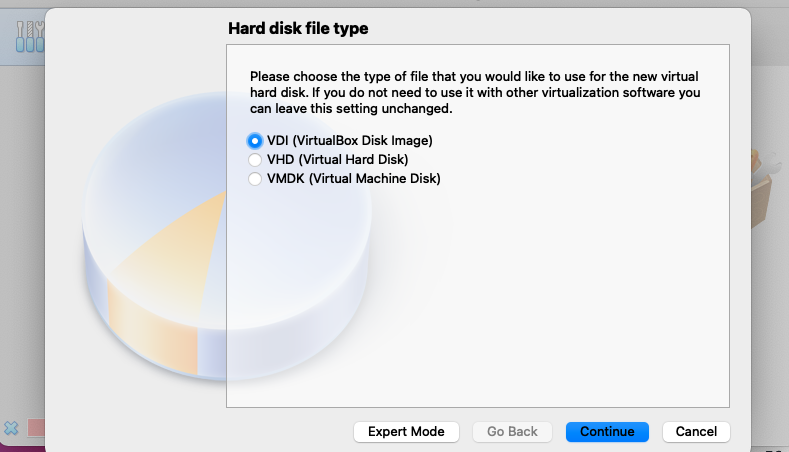 Hard disk file type
Please choose the type of file that you would like to use for the new virtual
hard disk. If you do not need to use it with other virtualization software you
can leave this setting unchanged.
VDI (VirtualBox Disk Image)
VHD (Virtual Hard Disk)
VMDK (Virtual Machine Disk)
Expert Mode
Go Back
Continue
Cancel